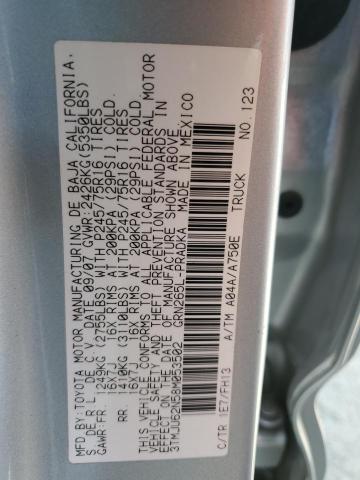 MFD. BY: TOYOTA MOTOR MANUFACTURING DE BAJA CALIFORNIA,
S DE R L DE C V DATE: 09/07 GVWR:2426KG(5350LBS)
GAWR:FR. 1249KG (2755LBS) WITH P245/75R16 TIRES
16X7J 16X RIMS AT 200KPA (29PSI) COLD.
RR. 1410KG (3110LBS) WITH P245/75R16 TIRES
16X7J 16X RIMS AT 200KPA (29PSI) COLD.
THIS VEHICLE CONFORMS TO ALL APPLICABLE FEDERAL MOTOR
VEHICLE SAFETY AND THEFT PREVENTION STANDARDS IN
EFFECT ON THE DATE OF MANUFACTURE SHOWN ABOVE.
3TMJU62N58M053502 GRN265L-PRADKA MADE IN MEXICO
TRUCK
C/TR 1E7/FH13 A/TM A04A/A750E
NO. 123